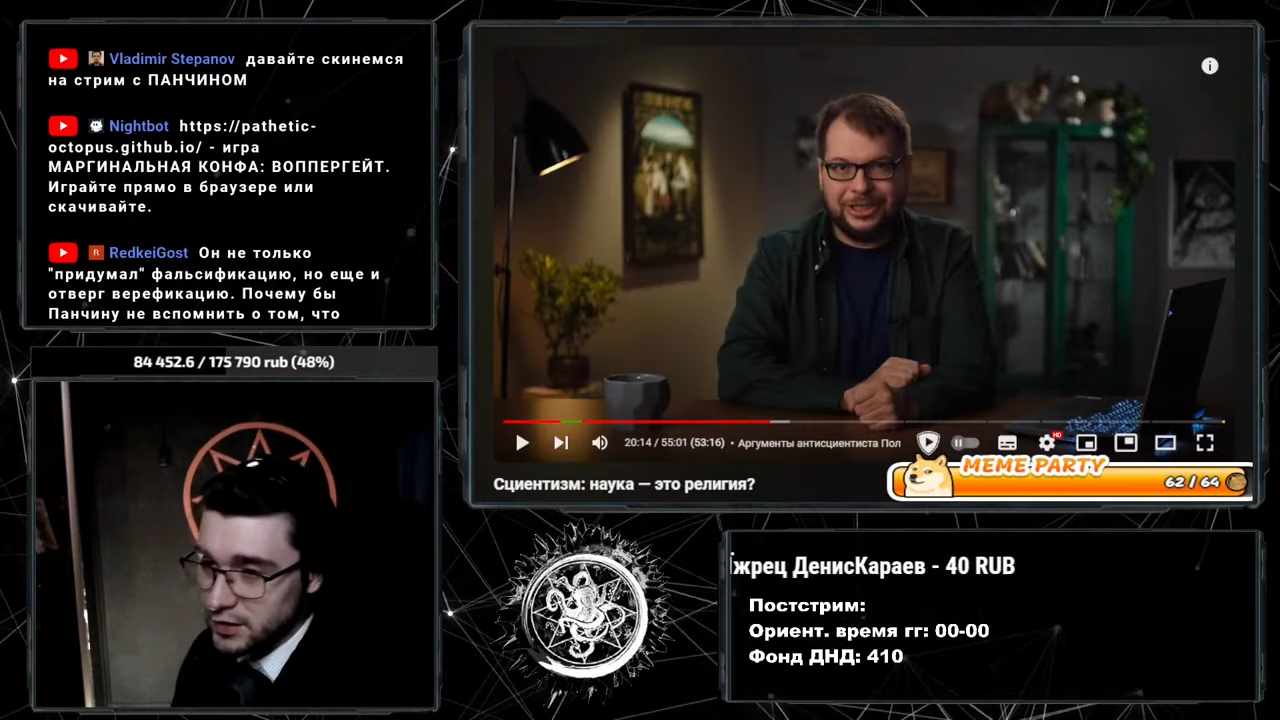 Vladimir Stepanov давайте скинемся
на стрим с ПАНЧИНОМ
Nightbot https://pathetic-
octopus.github.io/ - игра
МАРГИНАЛЬНАЯ КОНФА: ВОППЕРГЕЙТ.
Играйте прямо в браузере или
скачивайте.
R RedkeiGost Он не только
"придумал" фальсификацию, но еще и
отверг верефикацию. Почему бы
Панчину не вспомнить о том, что
84 452.6 / 175 790 rub (48%)
20:14 / 55:01 (53:16) • Аргументы антисциентиста Пол
HD
Сциентизм: наука — это религия?
MEME PARTY
62 / 64
жрец ДенисКараев - 40 RUB
Постстрим:
Ориент. время гг: 00-00
Фонд ДНД: 410